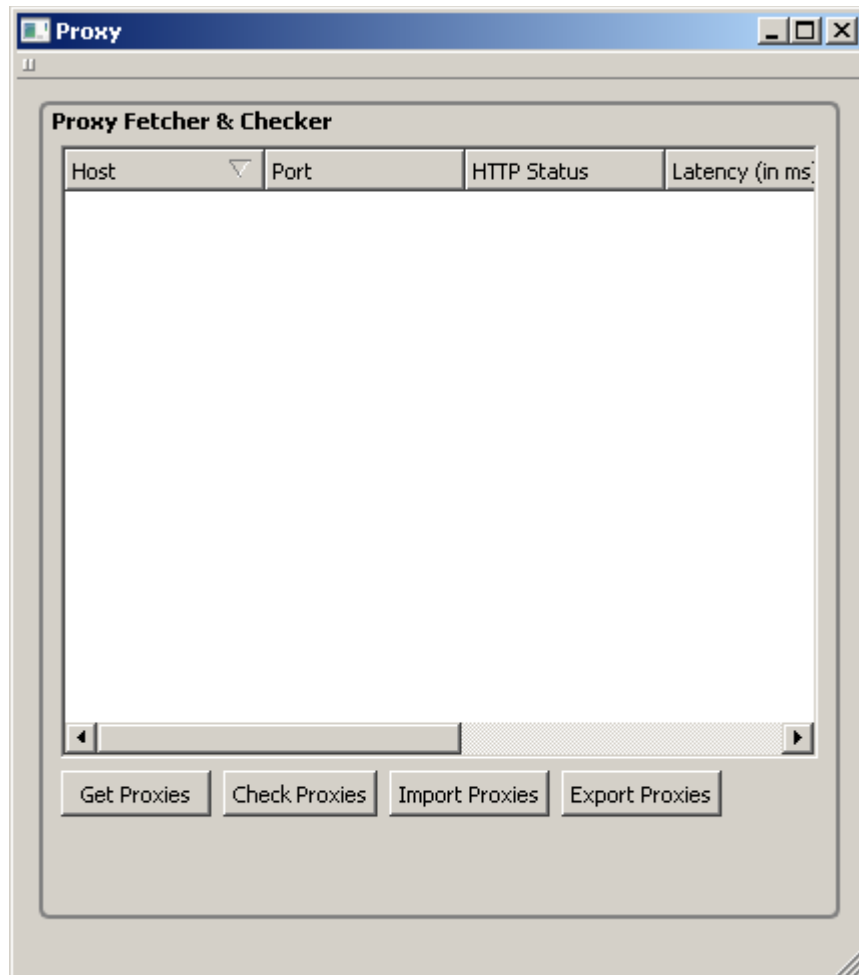 Proxy
Proxy Fetcher & Checker
Host Port HTTP Status Latency (in ms)
Get Proxies Check Proxies Import Proxies Export Proxies